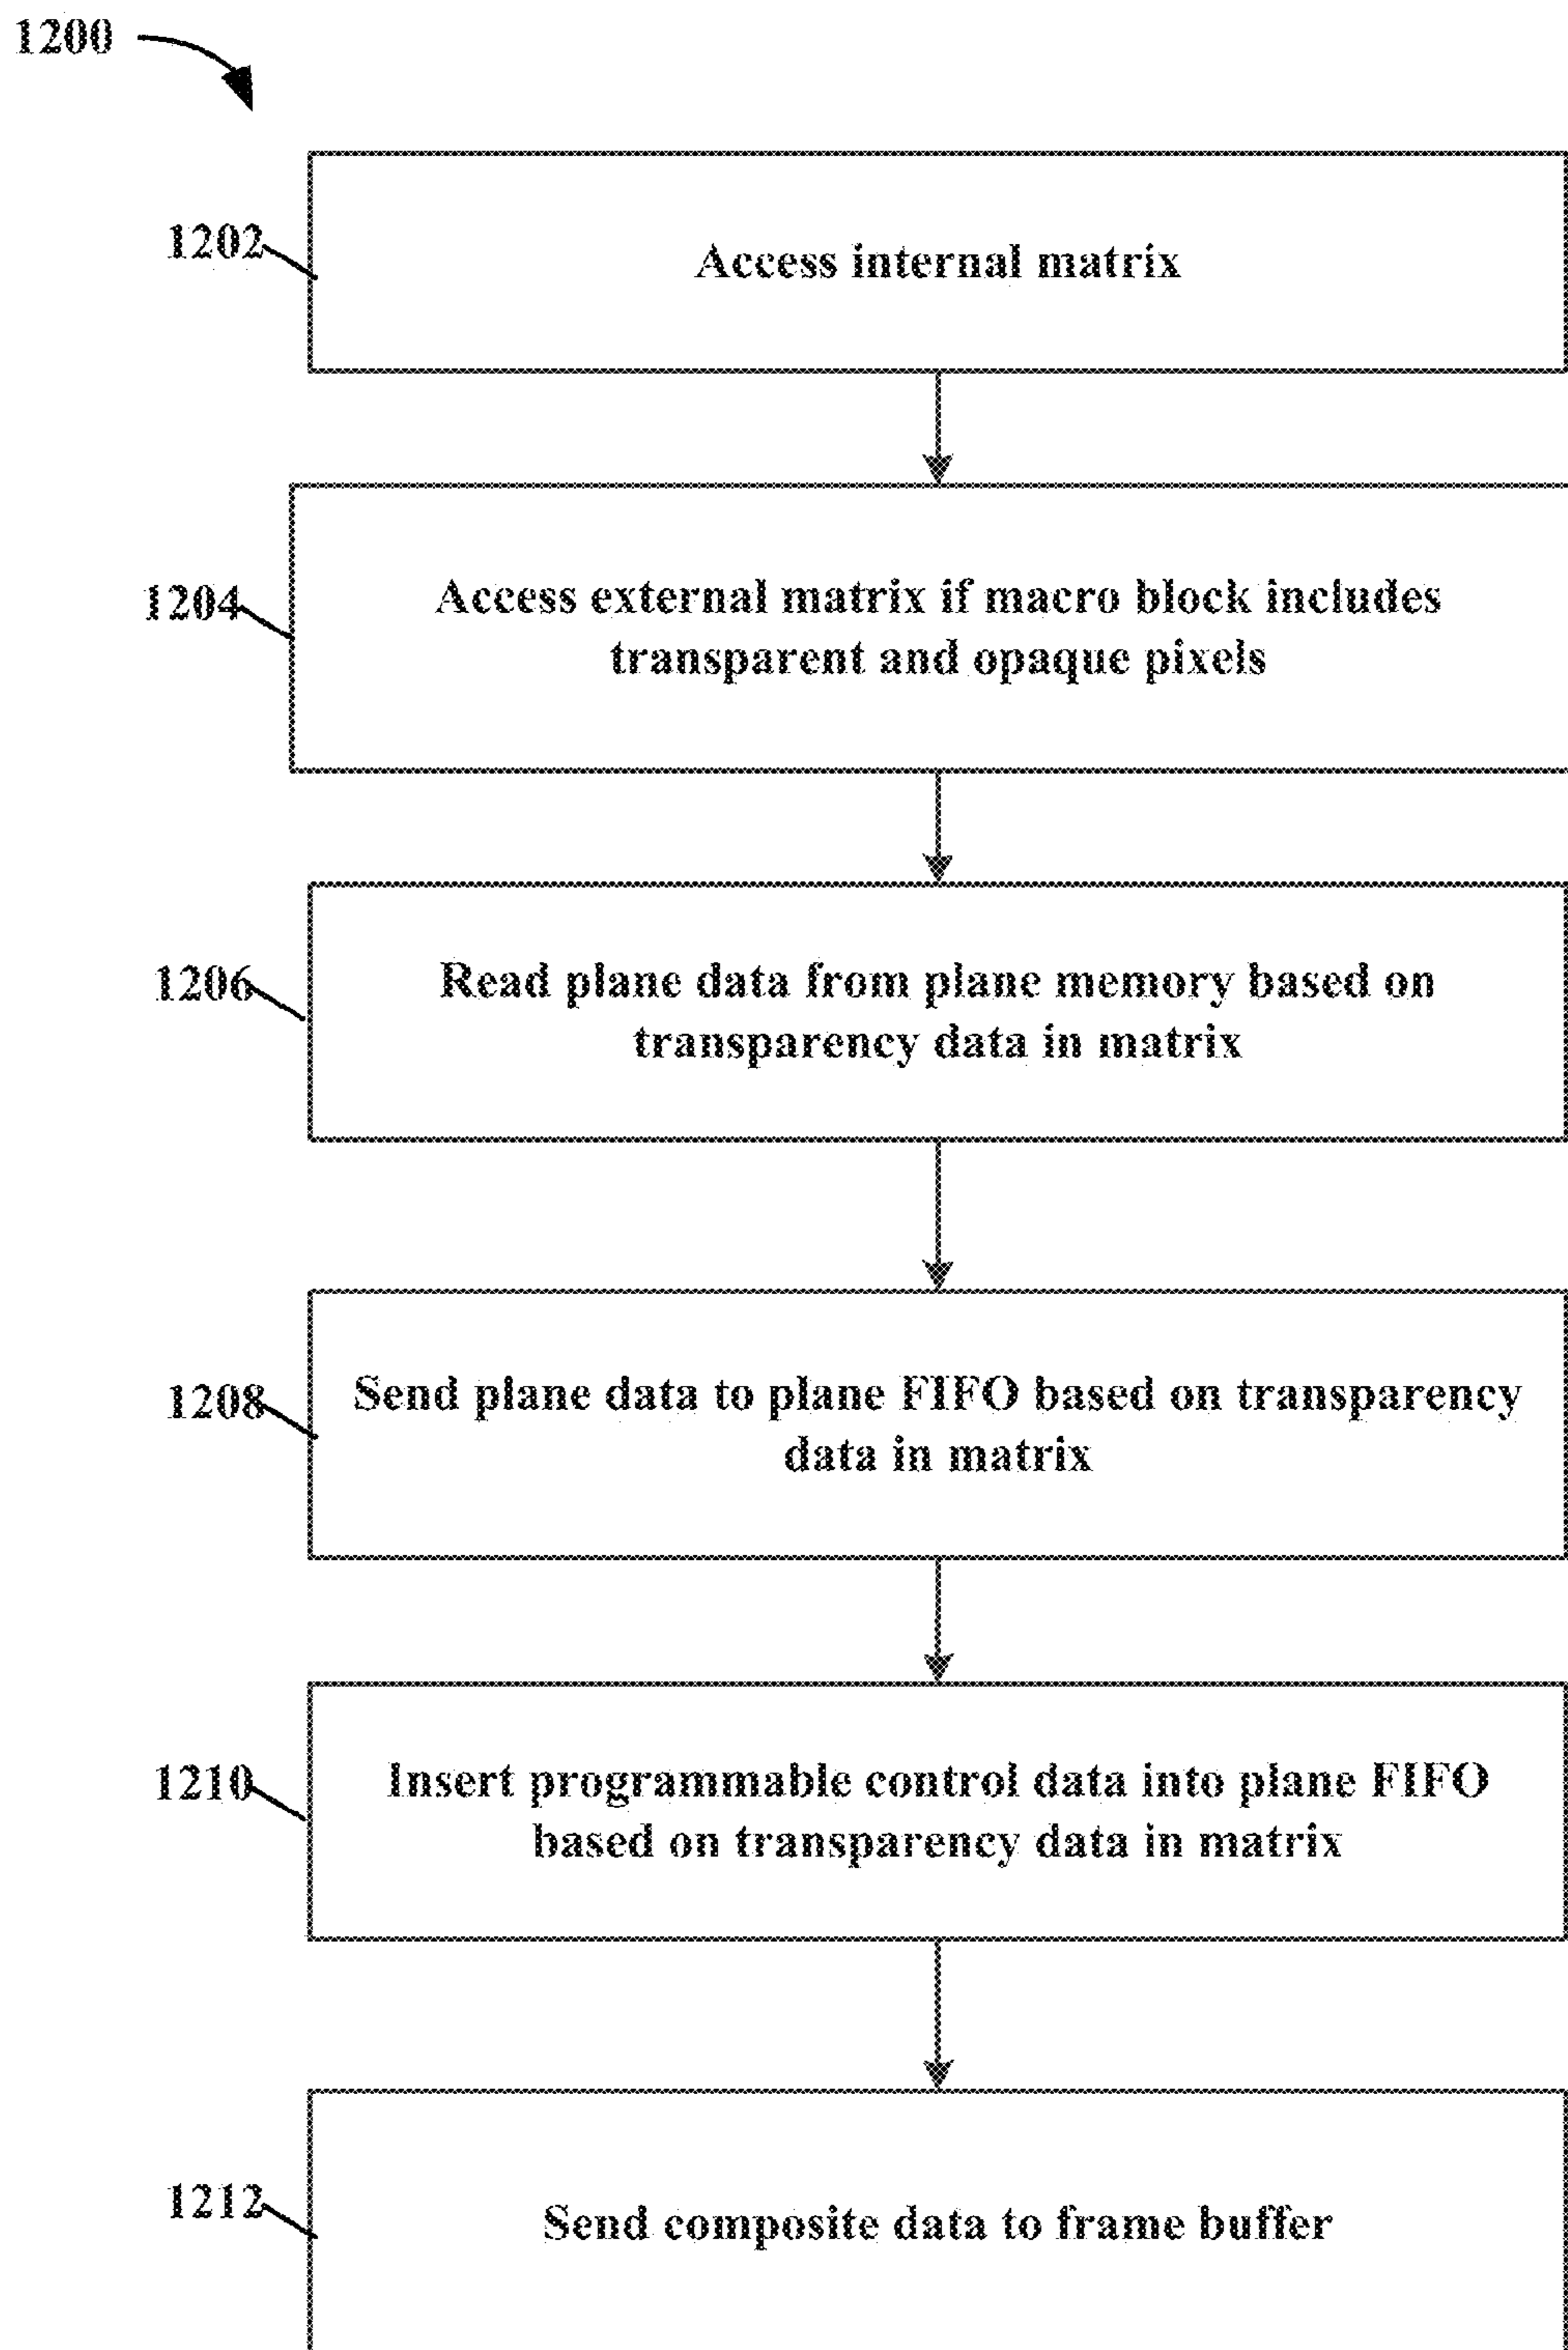 1200
1202
Access internal matrix
1204
Access external matrix if macro block includes
transparent and opaque pixels
1206
Read plane data from plane memory based on
transparency data in matrix
1208
Send plane data to plane FIFO based on transparency
data in matrix
1210
Insert programmable control data into plane FIFO
based on transparency data in matrix
1212
Send composite data to frame buffer